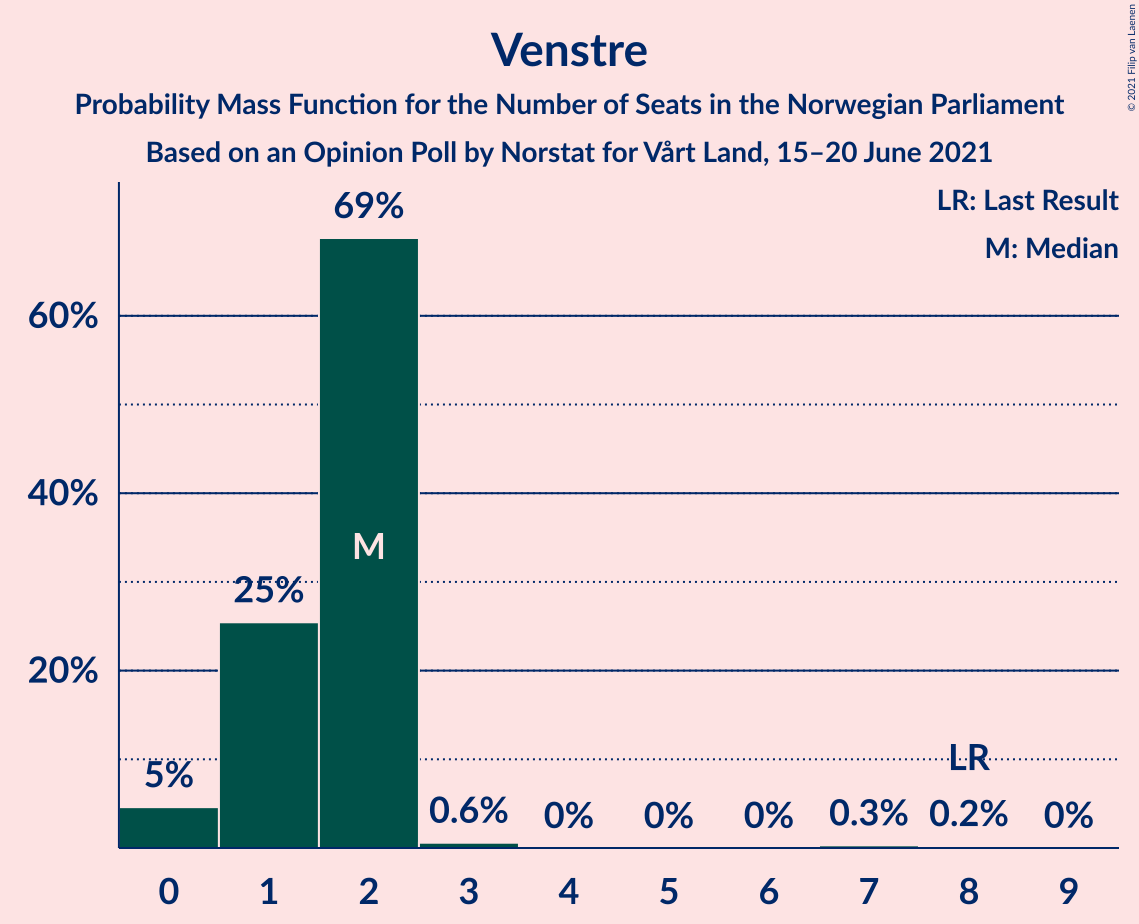 Venstre
Probability Mass Function for the Number of Seats in the Norwegian Parliament
Based on an Opinion Poll by Norstat for Vårt Land, 15–20 June 2021
© 2021 Filip van Laenen
LR: Last Result
M: Median
69%
60%
40%
M
25%
20%
LR
5%
0.6%
0%
0%
0%
0.3%
0.2%
0%
0 1 2 3 4 5 6 7 8 9